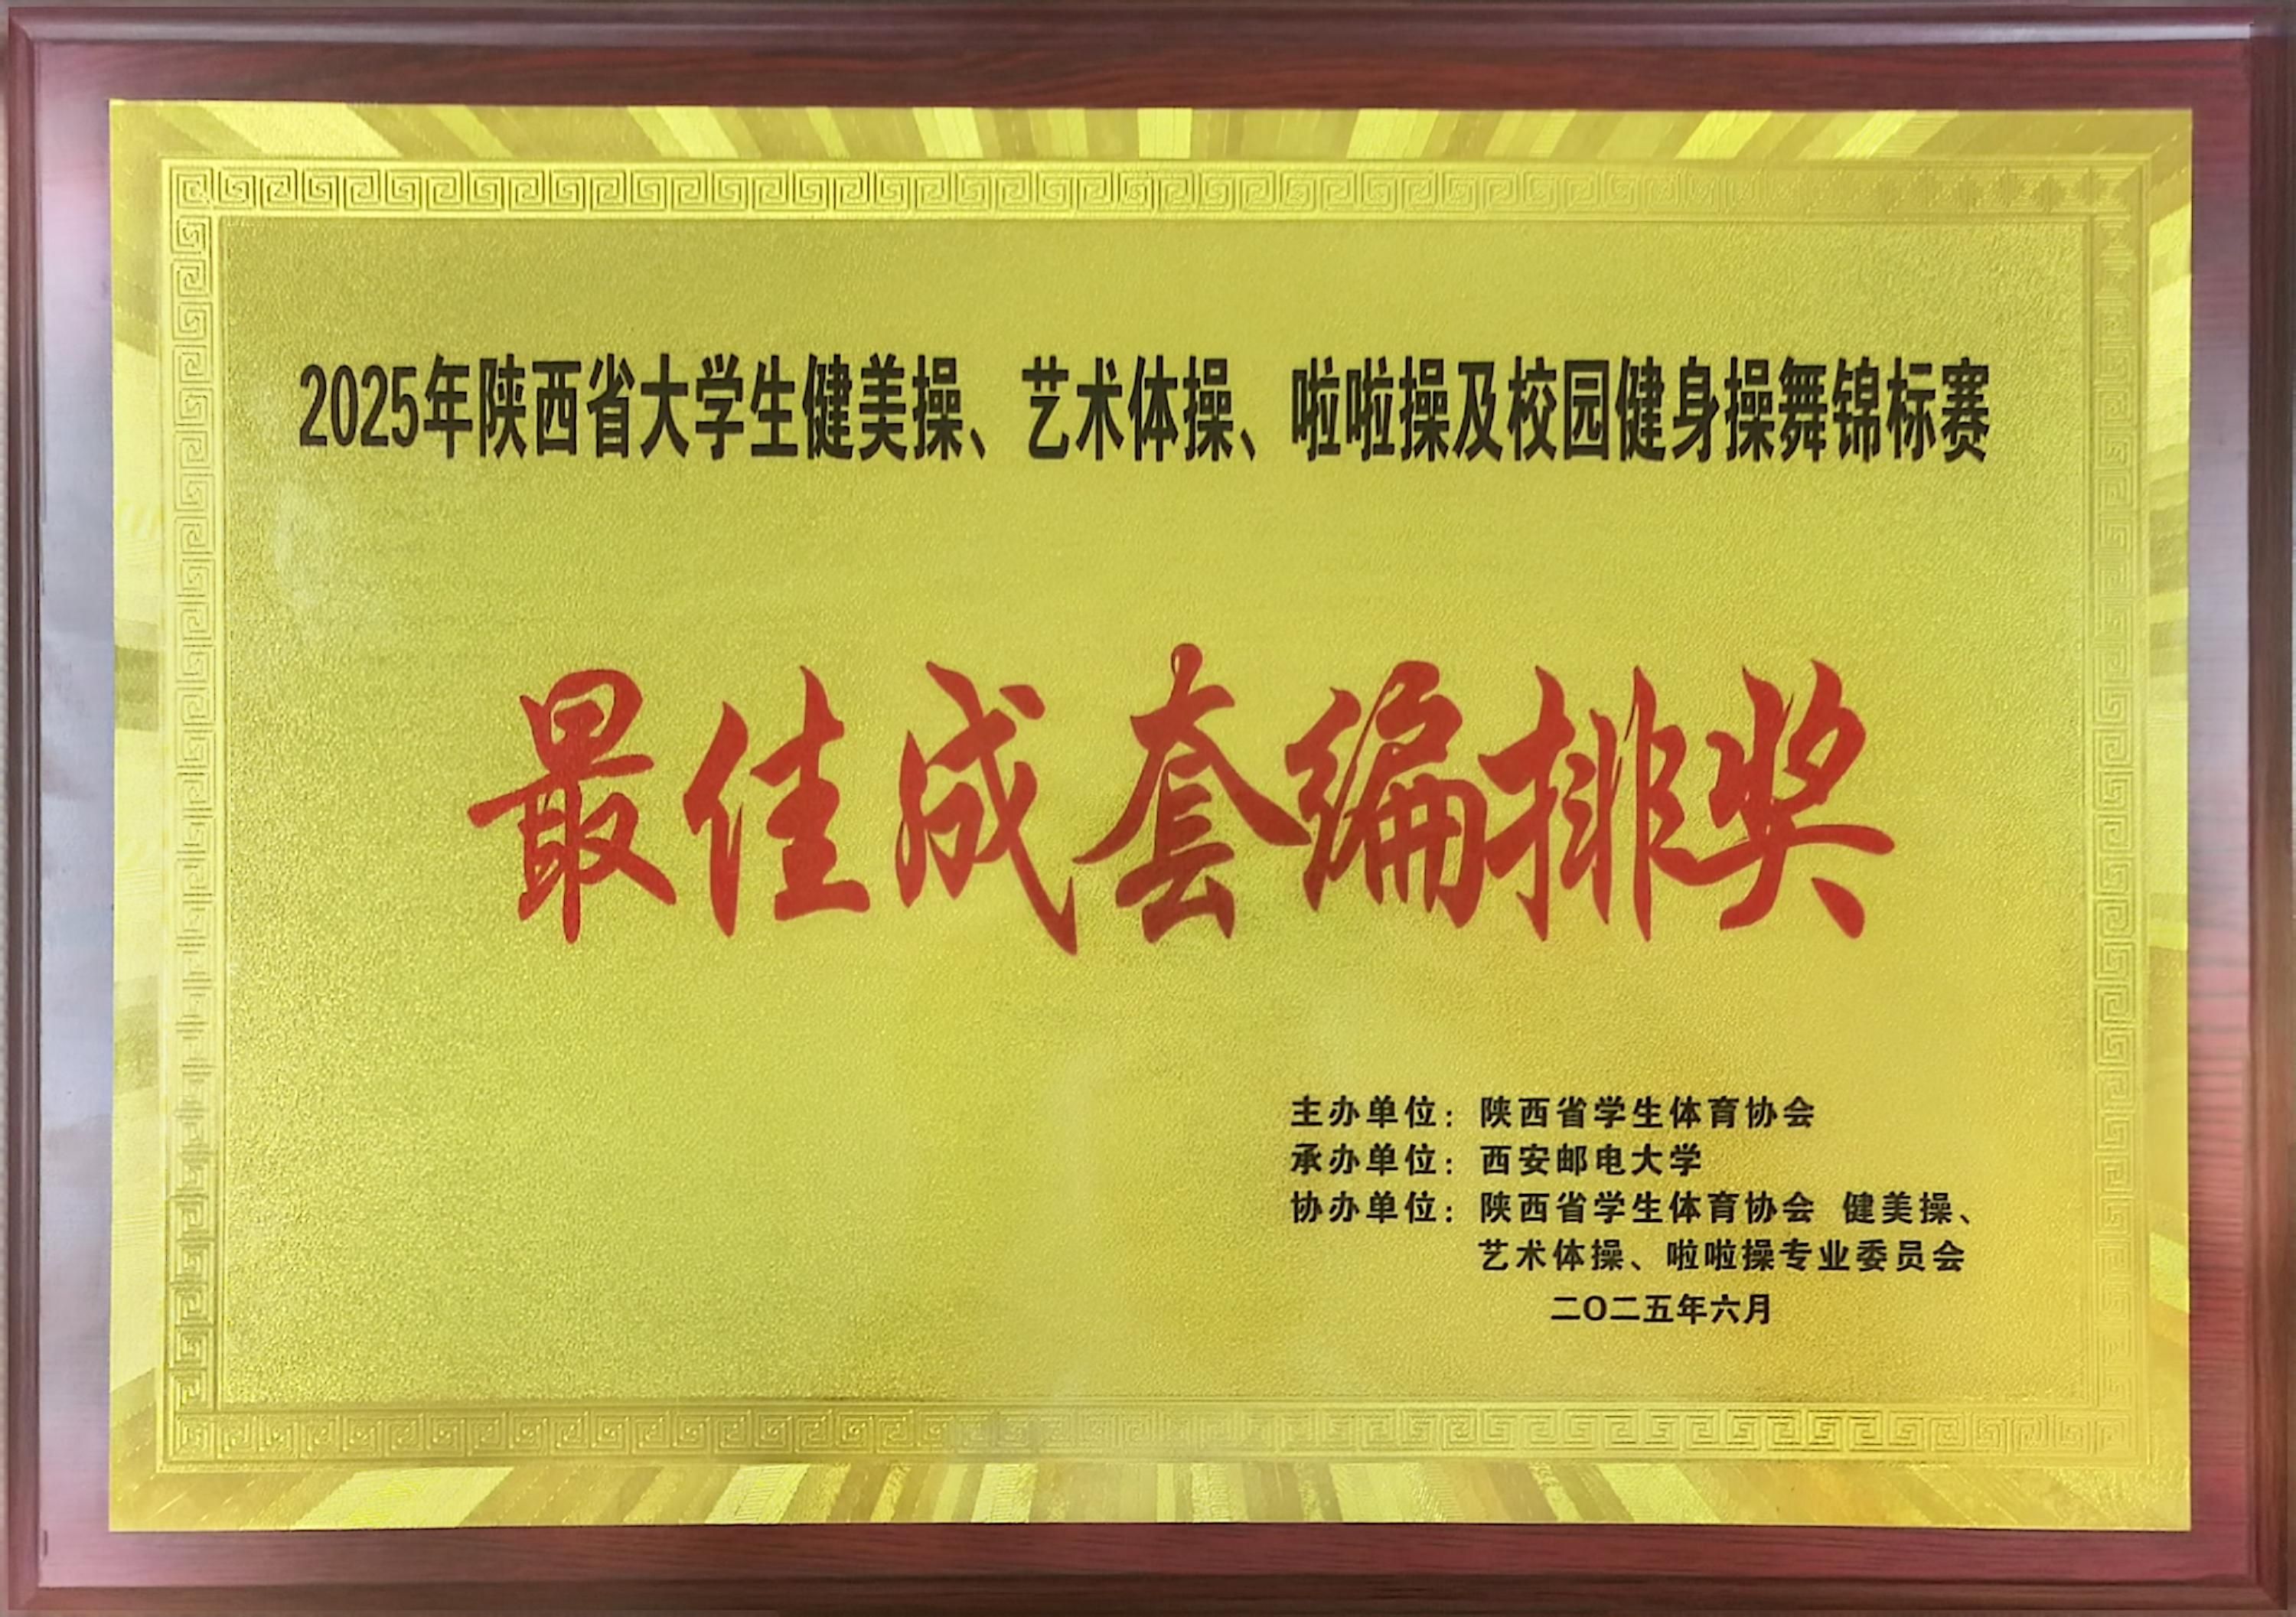 2025年陕西省大学生健美操、艺术体操、啦啦操及校园健身操舞锦标赛
最佳成套编排奖
主办单位：陕西省学生体育协会
承办单位：西安邮电大学
协办单位：陕西省学生体育协会 健美操、
艺术体操、啦啦操专业委员会
二〇二五年六月